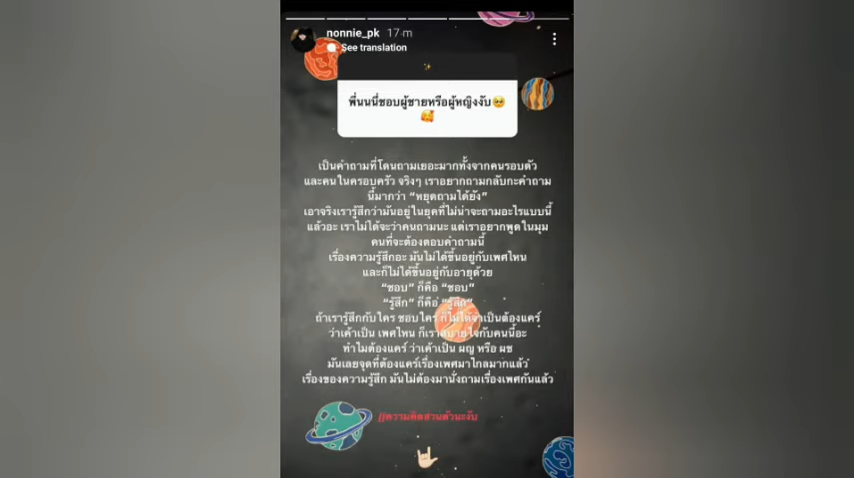 nonnie_pk 17 m
See translation
พี่นนนี่ชอบผู้ชายหรือผู้หญิงงับ🥺
🥰
เป็นคำถามที่โดนถามเยอะมากทั้งจากคนรอบตัว
และคนในครอบครัว จริงๆ เราอยากถามกลับกะคำถาม
นี้มากว่า “หยุดถามได้ยัง”
เอาจริงเรารู้สึกว่ามันอยู่ในยุคที่ไม่น่าจะถามอะไรแบบนี้
แล้วอะ เราไม่ได้จะว่าคนถามนะ แต่เราอยากพูดในมุม
คนที่จะต้องตอบคำถามนี้
เรื่องความรู้สึกอะ มันไม่ได้ขึ้นอยู่กับเพศไหน
และก็ไม่ได้ขึ้นอยู่กับอายุด้วย
“ชอบ” ก็คือ “ชอบ”
“รู้สึก” ก็คือ “รู้สึก”
ถ้าเรารู้สึกกับใคร ชอบใคร ก็ไม่ได้จำเป็นต้องแคร์
ว่าเค้าเป็น เพศไหน ก็เราสบายใจกับคนนี้อะ
ทำไมต้องแคร์ ว่าเค้าเป็น ผญ หรือ ผช
มันเลยจุดที่ต้องแคร์เรื่องเพศมาไกลมากแล้ว
เรื่องของความรู้สึก มันไม่ต้องมานั่งถามเรื่องเพศกันแล้ว
//ความคิดส่วนตัวนะงับ